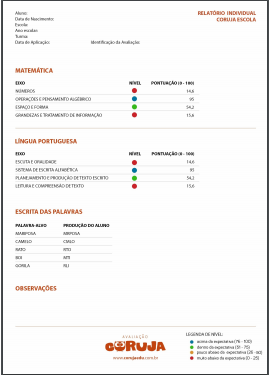 Aluno:
RELATÓRIO INDIVIDUAL
Data de Nascimento:
CORUJA ESCOLA
Escola:
Ano escolar:
Turma:
Data de Aplicação: Identificação da Avaliação:
MATEMÁTICA
EIXO NÍVEL PONTUAÇÃO (0 - 100)
NÚMEROS 14,6
OPERAÇÕES E PENSAMENTO ALGÉBRICO 95
ESPAÇO E FORMA 54,2
GRANDEZAS E TRATAMENTO DE INFORMAÇÃO 15,6
LÍNGUA PORTUGUESA
EIXO NÍVEL PONTUAÇÃO (0 - 100)
ESCUTA E ORALIDADE 14,6
SISTEMA DE ESCRITA ALFABÉTICA 95
PLANEJAMENTO E PRODUÇÃO DE TEXTO ESCRITO 54,2
LEITURA E COMPREENSÃO DE TEXTO 15,6
ESCRITA DAS PALAVRAS
PALAVRA-ALVO PRODUÇÃO DO ALUNO
MARIPOSA MRPOSA
CAMELO
RATO RTO
BOI
GORILA
OBSERVAÇÕES
AVALIAÇÃO
CORUJA
www.corujaedu.com.br
LEGENDA DE NÍVEL:
acima da expectativa (76 - 100)
dentro da expectativa (51 - 75)
pouco abaixo da expectativa (26 - 50)
muito abaixo da expectativa (0 - 25)